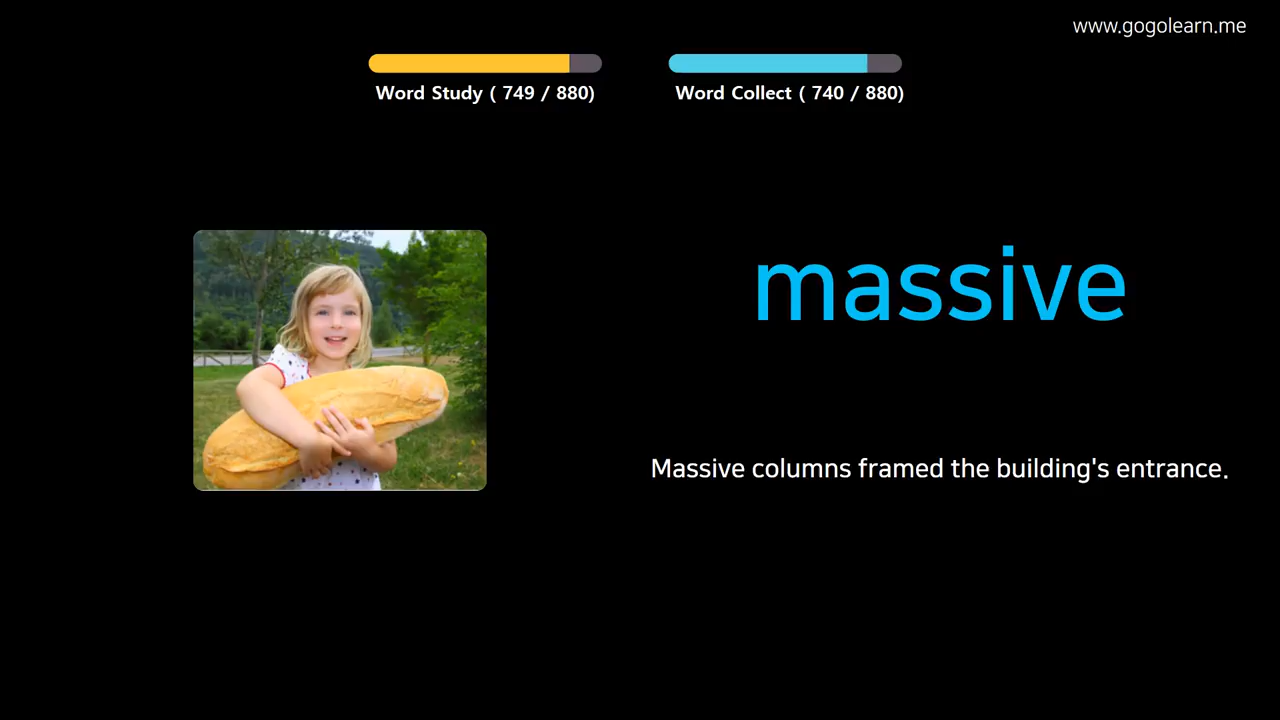 www.gogolearn.me
Word Study ( 749 / 880)
Word Collect ( 740 / 880)
massive
Massive columns framed the building's entrance.